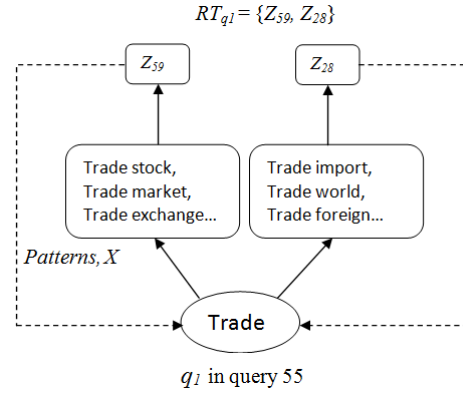 RTq1 = {Z59, Z28}
Z59
Z28
Trade stock,
Trade market,
Trade exchange...
Trade import,
Trade world,
Trade foreign...
Patterns, X
Trade
q1 in query 55